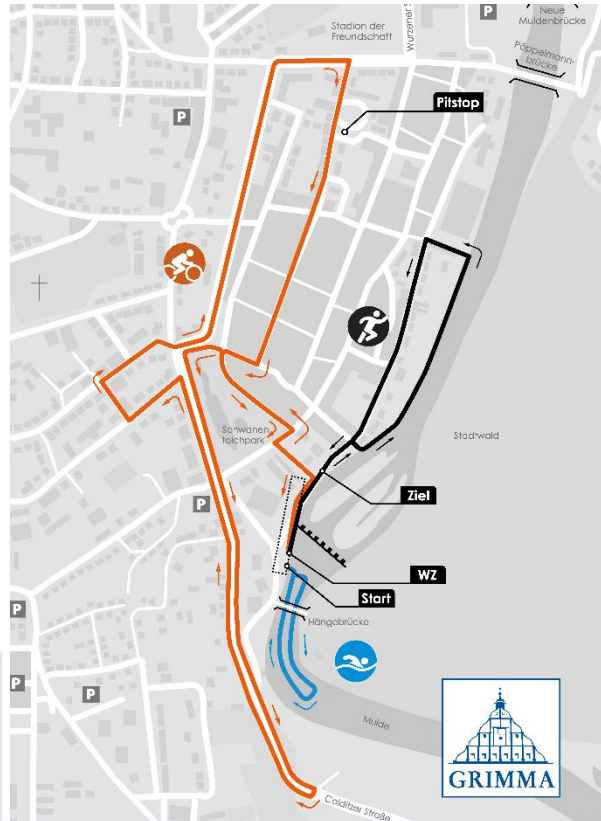 Neue
Muldenbrücke
P
Stadion der
Freundschaft
Wurzener S
Pöppelmann-
brücke
Pitstop
P
Schwanen
teichpark
Stadtwald
Ziel
P
WZ
Start
P
Hängebrücke
P
P
Mulde
GRIMMA
Colditzer Straße